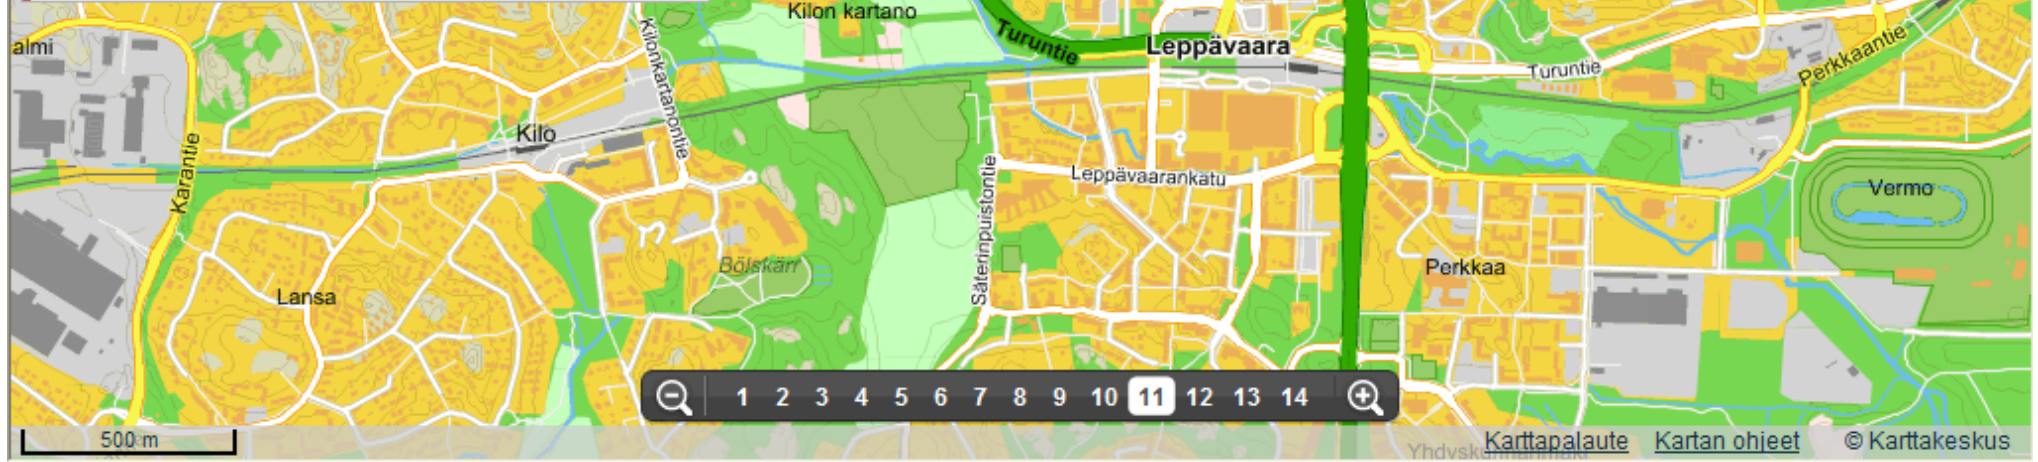 Kilon kartano
Turuntie
Leppävaara
almi
Kilonkartanontie
Perkkaantie
Turuntie
Kilo
Karantie
Leppävaarankatu
Vermo
Säterinpuistontie
Bölskärr
Perkkaa
Lansa
1 2 3 4 5 6 7 8 9 10 11 12 13 14
500 m
Karttapalaute Kartan ohjeet © Karttakeskus